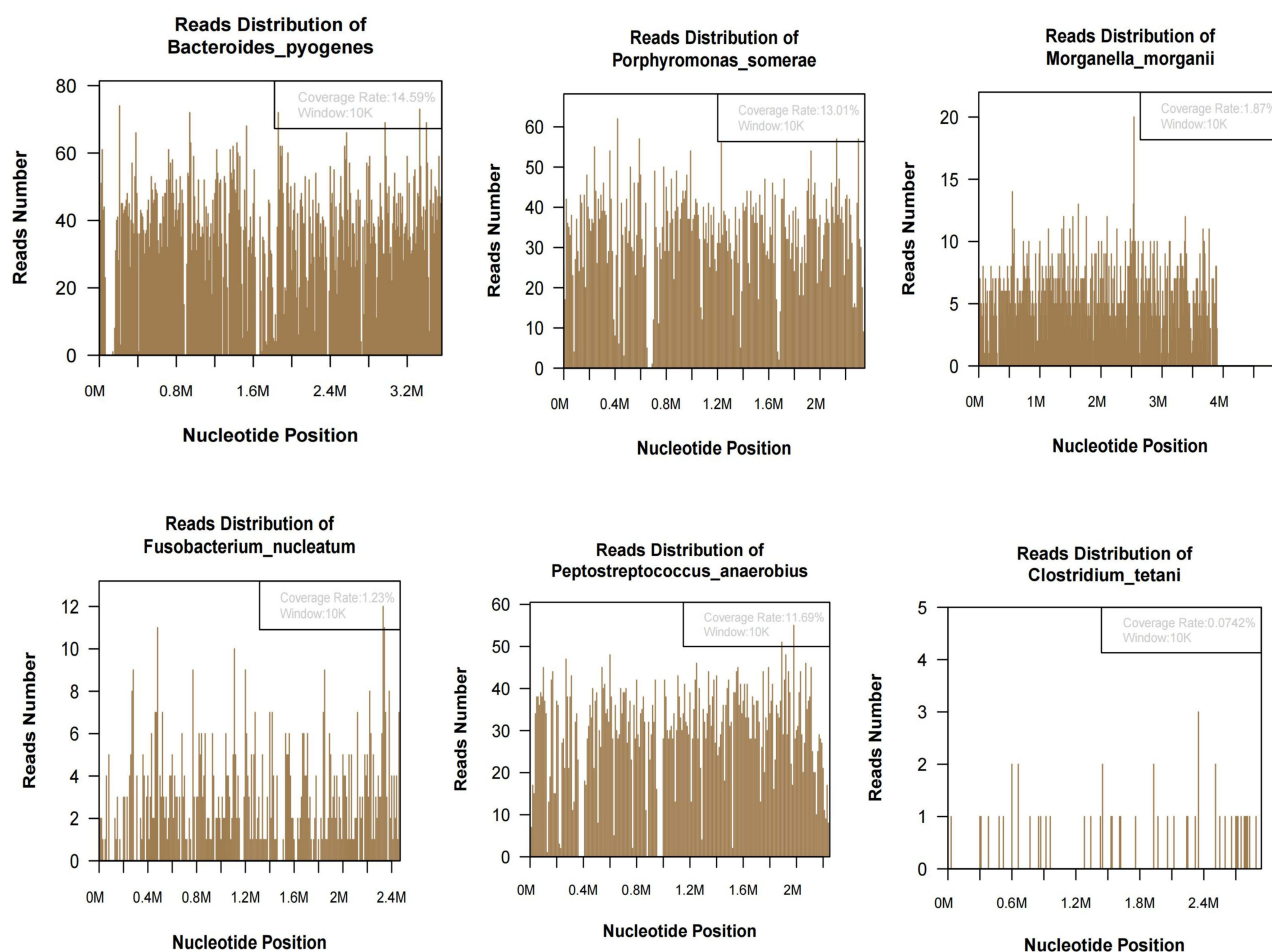 Reads Distribution of
Bacteroides_pyogenes
Coverage Rate:14.59%
Window:10K
80
60
40
20
0
Reads Number
0M 0.8M 1.6M 2.4M 3.2M
Nucleotide Position
Reads Distribution of
Porphyromonas_somerae
Coverage Rate:13.01%
Window:10K
60
50
40
30
20
10
0
Reads Number
0M 0.4M 0.8M 1.2M 1.6M 2M
Nucleotide Position
Reads Distribution of
Morganella_morganii
Coverage Rate:1.87%
Window:10K
20
15
10
5
0
Reads Number
0M 1M 2M 3M 4M
Nucleotide Position
Reads Distribution of
Fusobacterium_nucleatum
Coverage Rate:1.23%
Window:10K
12
10
8
6
4
2
0
Reads Number
0M 0.4M 0.8M 1.2M 1.6M 2M 2.4M
Nucleotide Position
Reads Distribution of
Peptostreptococcus_anaerobius
Coverage Rate:11.69%
Window:10K
60
50
40
30
20
10
0
Reads Number
0M 0.4M 0.8M 1.2M 1.6M 2M
Nucleotide Position
Reads Distribution of
Clostridium_tetani
Coverage Rate:0.0742%
Window:10K
5
4
3
2
1
0
Reads Number
0M 0.6M 1.2M 1.8M 2.4M
Nucleotide Position